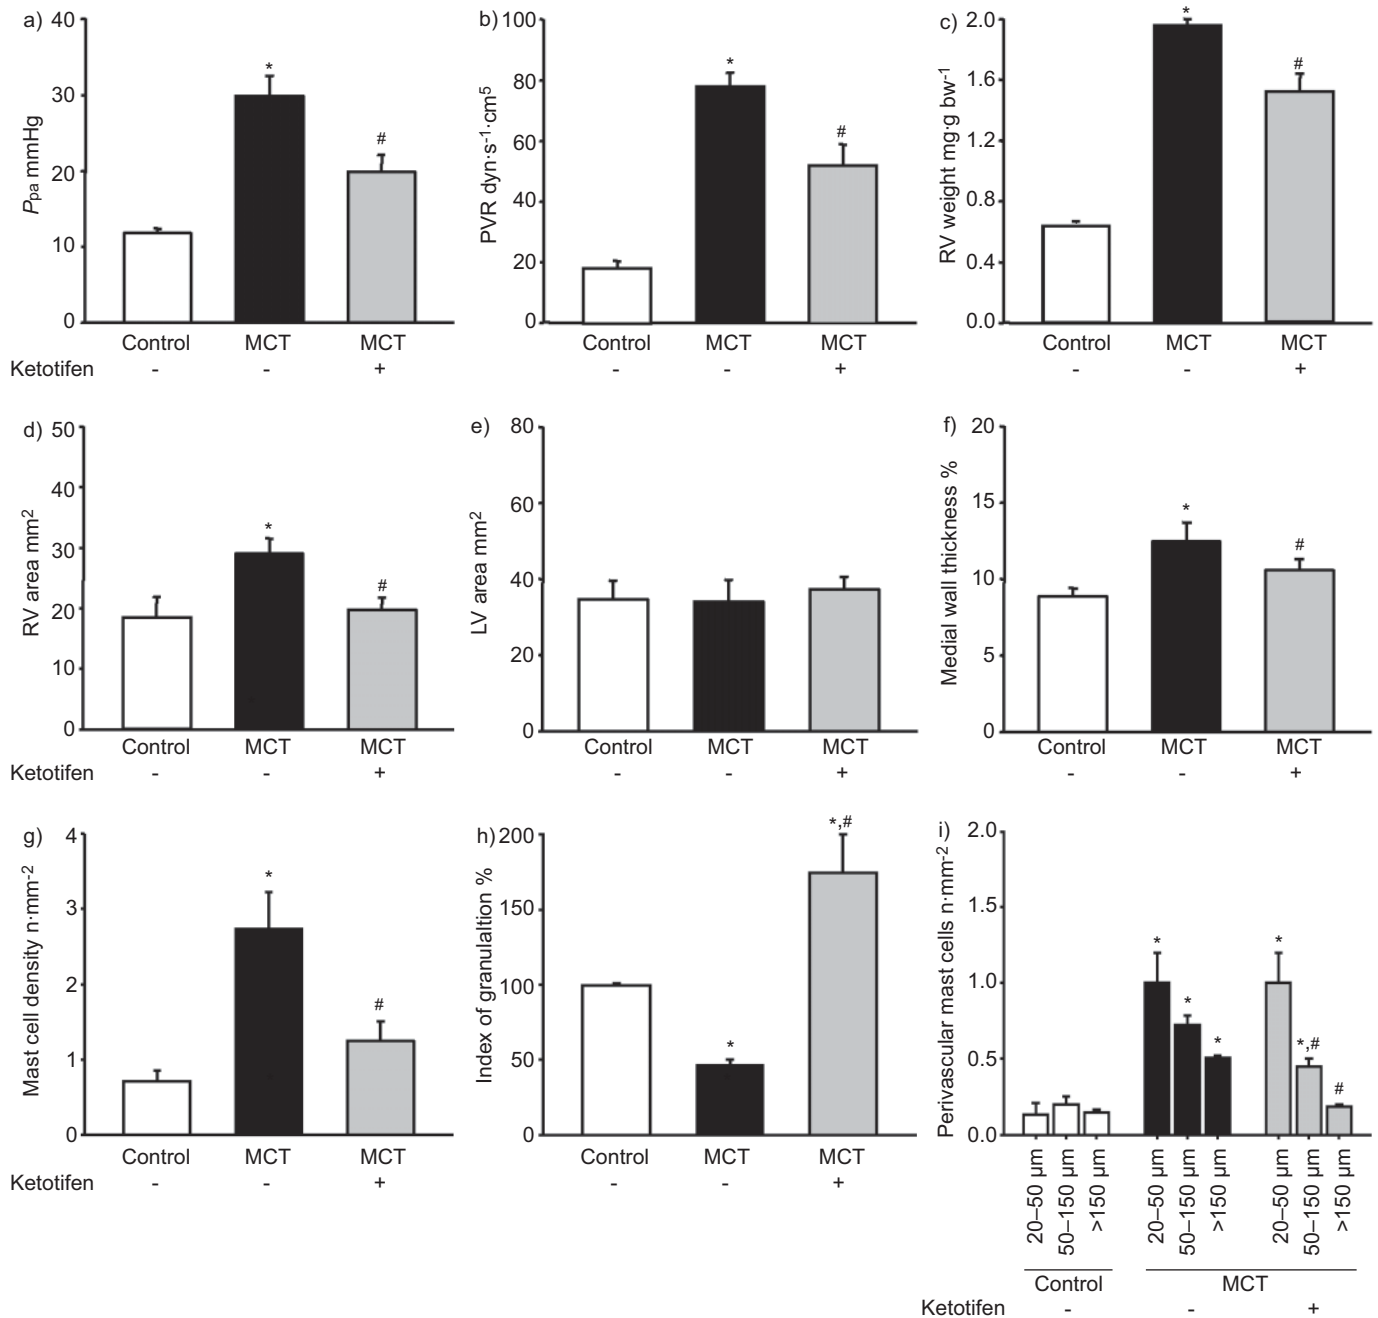 a)
40
30
20
10
0
Ppa mmHg
*
#
Control MCT MCT
Ketotifen - - +
b)
100
80
60
40
20
0
PVR dyn·s-1·cm5
*
#
Control MCT MCT
- - +
c)
2.0
1.6
1.2
0.8
0.4
0.0
RV weight mg·g bw-1
*
#
Control MCT MCT
- - +
d)
50
40
30
20
10
0
RV area mm2
*
#
Control MCT MCT
Ketotifen - - +
e)
80
60
40
20
0
LV area mm2
Control MCT MCT
- - +
f)
20
15
10
5
0
Medial wall thickness %
*
#
Control MCT MCT
- - +
g)
4
3
2
1
0
Mast cell density n·mm-2
*
#
Control MCT MCT
Ketotifen - - +
h)
200
150
100
50
0
Index of granulaltion %
*
*,#
Control MCT MCT
- - +
i)
2.0
1.5
1.0
0.5
0.0
Perivascular mast cells n·mm-2
* * *
* *,# #
20–50 µm 50–150 µm >150 µm 20–50 µm 50–150 µm >150 µm 20–50 µm 50–150 µm >150 µm
Control MCT
Ketotifen - - +